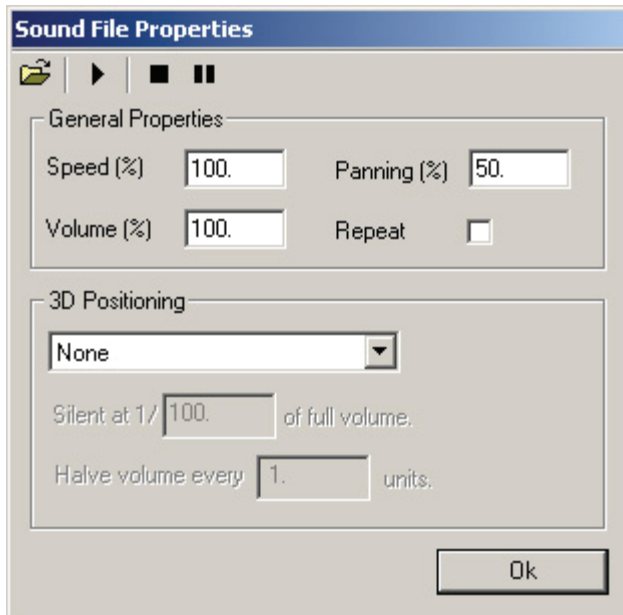 Sound File Properties
General Properties
Speed (%) 100. Panning (%) 50.
Volume (%) 100. Repeat
3D Positioning
None
Silent at 1/ 100. of full volume.
Halve volume every 1. units.
Ok